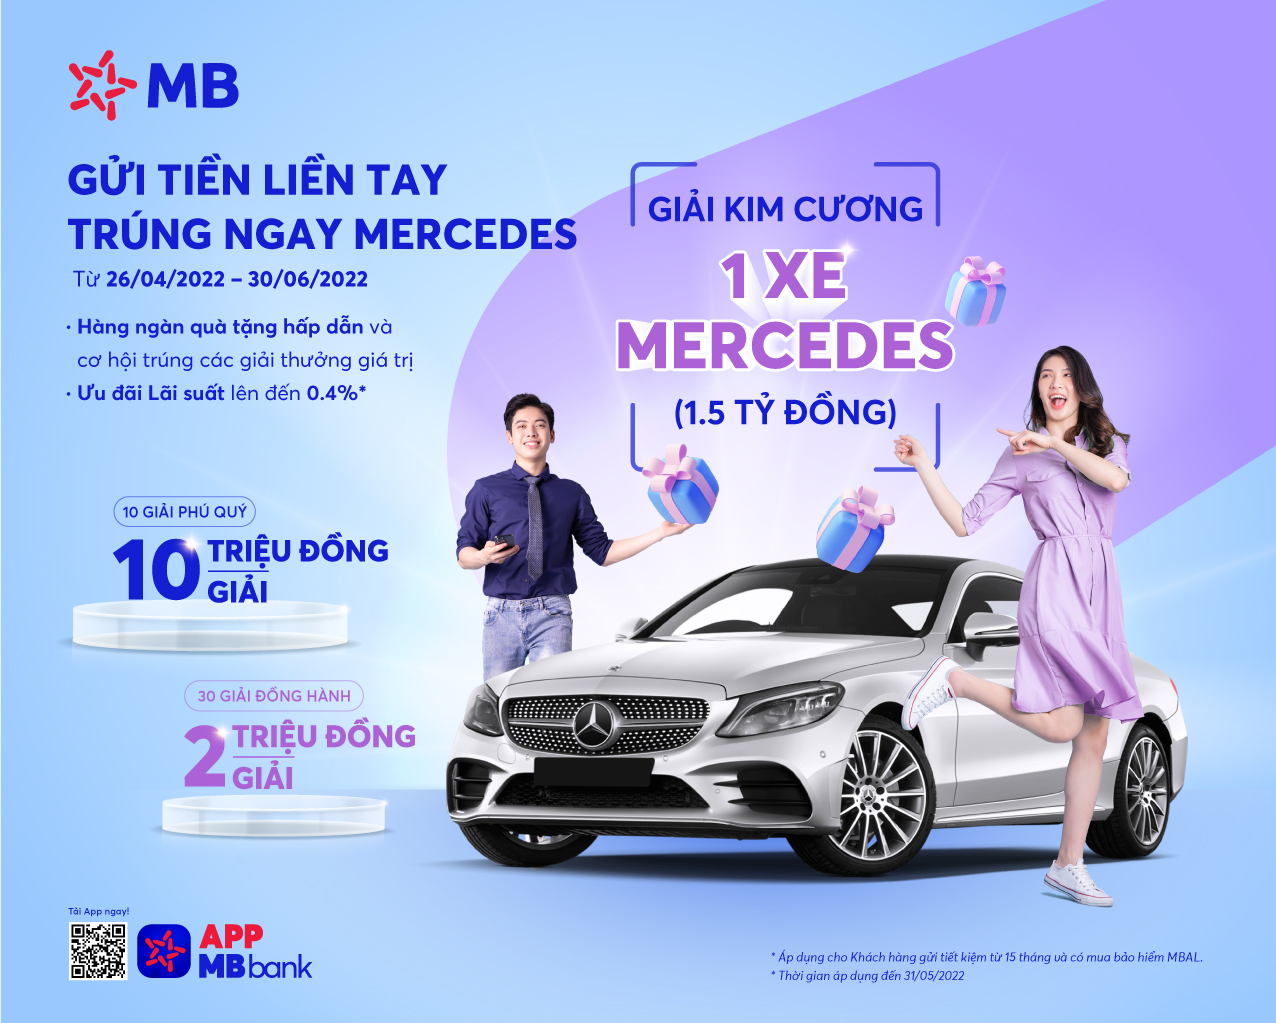 MB
GỬI TIỀN LIỀN TAY
TRÚNG NGAY MERCEDES
Từ 26/04/2022 – 30/06/2022
· Hàng ngàn quà tặng hấp dẫn và
cơ hội trúng các giải thưởng giá trị
· Ưu đãi Lãi suất lên đến 0.4%*
GIẢI KIM CƯƠNG
1 XE
MERCEDES
(1.5 TỶ ĐỒNG)
10 GIẢI PHÚ QUÝ
10 TRIỆU ĐỒNG
GIẢI
30 GIẢI ĐỒNG HÀNH
2 TRIỆU ĐỒNG
GIẢI
Tải App ngay!
APP
MBbank
* Áp dụng cho Khách hàng gửi tiết kiệm từ 15 tháng và có mua bảo hiểm MBAL.
* Thời gian áp dụng đến 31/05/2022